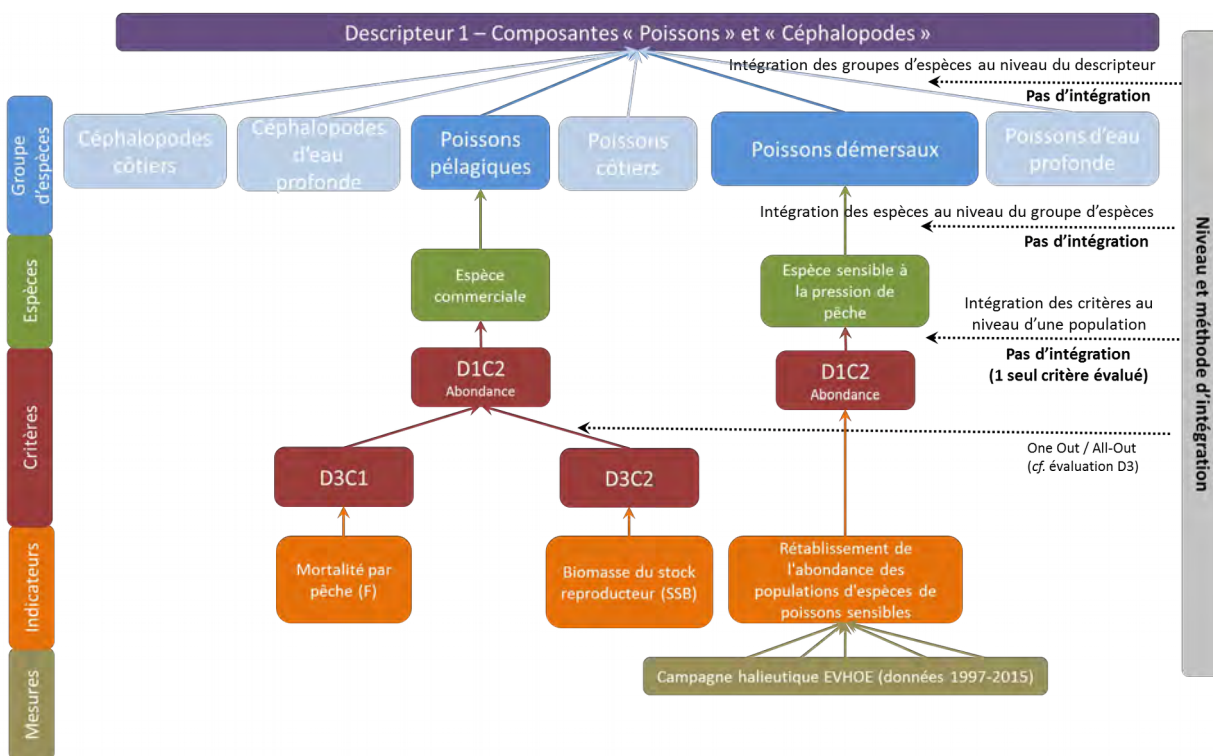 Descripteur 1 – Composantes « Poissons » et « Céphalopodes »
Intégration des groupes d'espèces au niveau du descripteur
Pas d'intégration
Groupe
d'espèces
Céphalopodes
côtiers
Céphalopodes
d'eau
profonde
Poissons
pélagiques
Poissons
côtiers
Poissons démersaux
Poissons d'eau
profonde
Intégration des espèces au niveau du groupe d'espèces
Pas d'intégration
Espèces
Espèce
commerciale
Espèce sensible à
la pression de
pêche
Intégration des critères au
niveau d'une population
Pas d'intégration
(1 seul critère évalué)
Critères
D1C2
Abondance
D1C2
Abondance
D3C1
D3C2
One Out / All-Out
(cf. évaluation D3)
Indicateurs
Mortalité par
pêche (F)
Biomasse du stock
reproducteur (SSB)
Rétablissement de
l'abondance des
populations d'espèces de
poissons sensibles
Mesures
Campagne halieutique EVHOE (données 1997-2015)
Niveau et méthode d'intégration